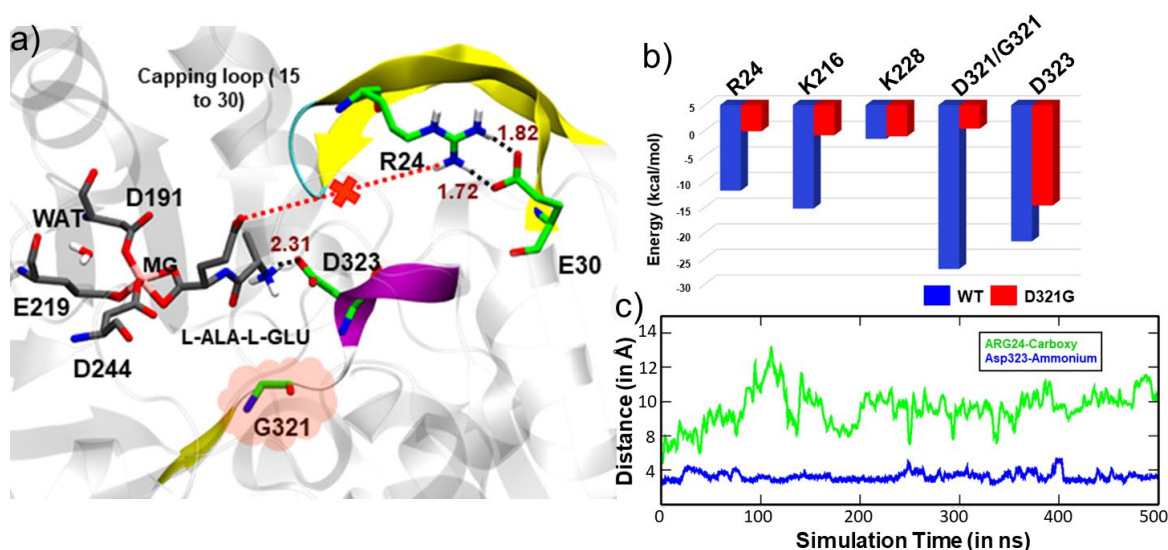 a)
Capping loop ( 15
to 30)
R24
1.82
1.72
E30
D191
WAT
MG
2.31
D323
E219
L-ALA-L-GLU
D244
G321
b)
R24
K216
K228
D321/G321
D323
Energy (kcal/mol)
5
0
-5
-10
-15
-20
-25
-30
WT
D321G
c)
Distance (in Å)
14
12
10
8
4
ARG24-Carboxy
Asp323-Ammonium
0
100
200
300
400
500
Simulation Time (in ns)